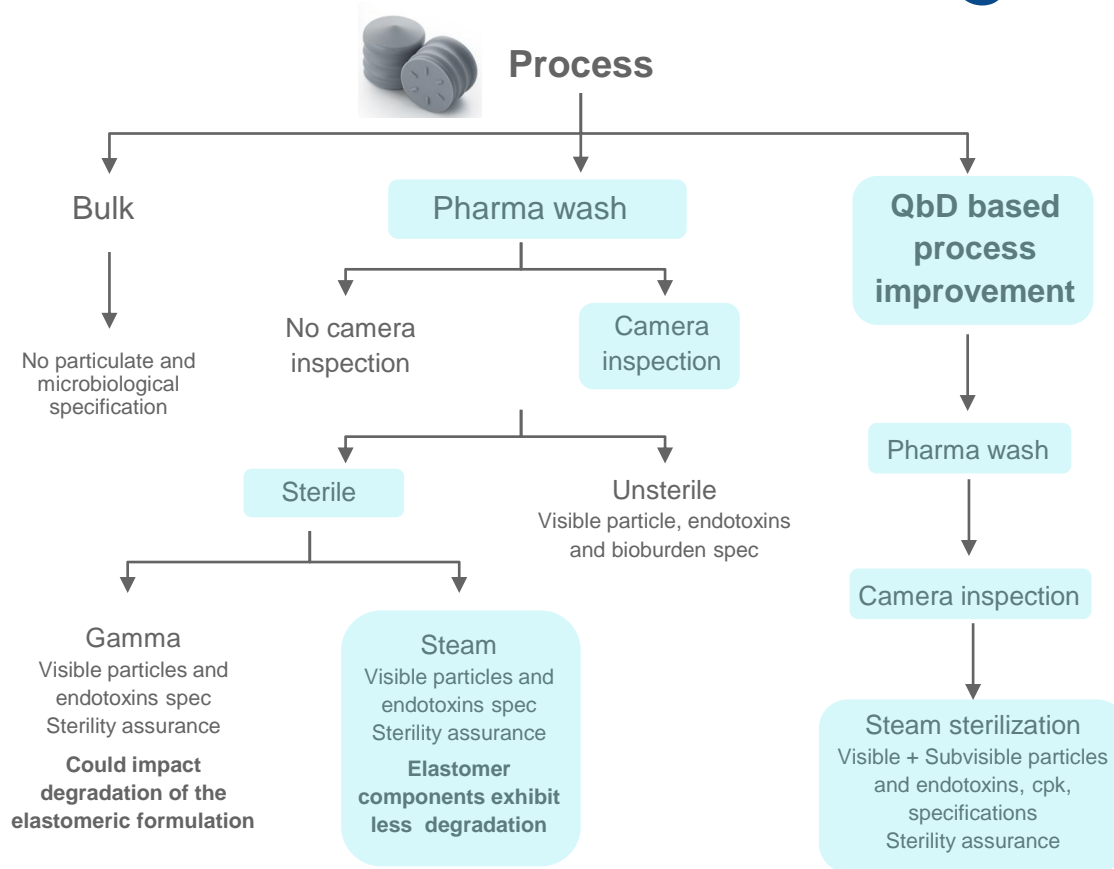 Process
Bulk
No particulate and
microbiological
specification
Pharma wash
No camera
inspection
Camera
inspection
Sterile
Unsterile
Visible particle, endotoxins
and bioburden spec
Gamma
Visible particles and
endotoxins spec
Sterility assurance
Could impact
degradation of the
elastomeric formulation
Steam
Visible particles and
endotoxins spec
Sterility assurance
Elastomer
components exhibit
less degradation
QbD based
process
improvement
Pharma wash
Camera inspection
Steam sterilization
Visible + Subvisible particles
and endotoxins, cpk,
specifications
Sterility assurance